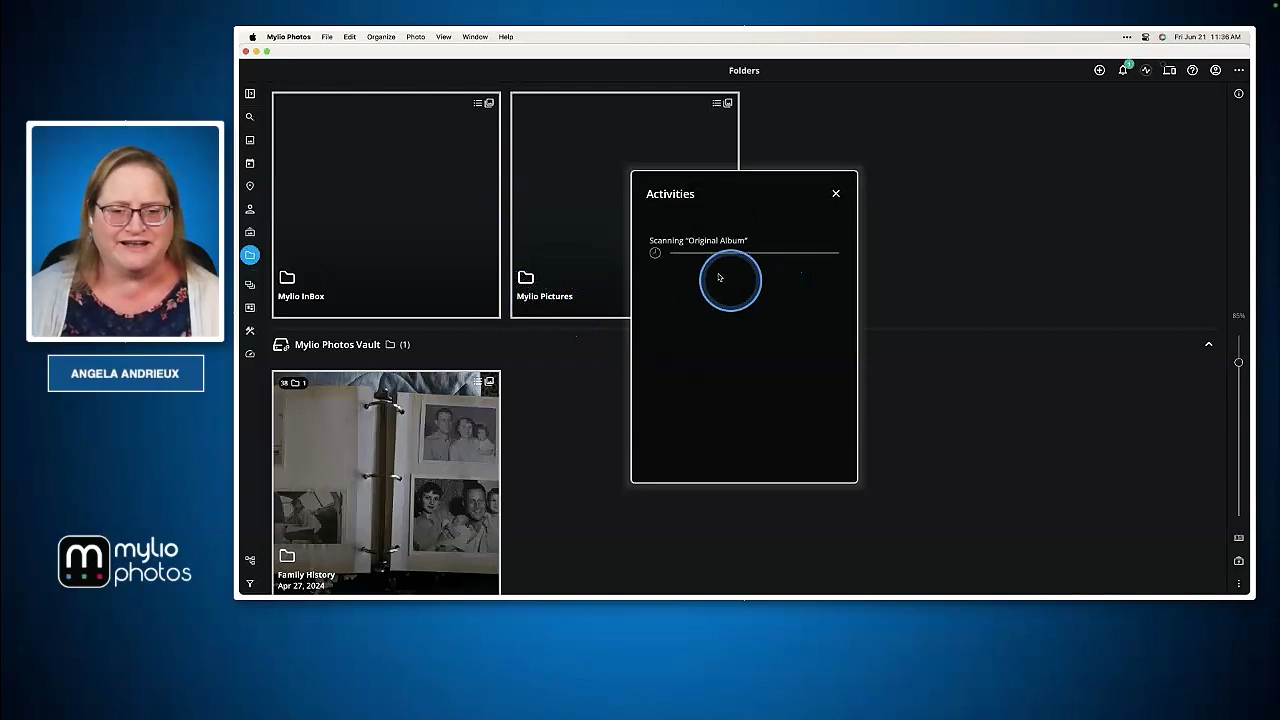 Mylio Photos File Edit Organize Photo View Window Help
Fri Jun 21 11:36 AM
Folders
1
Mylio InBox
Mylio Pictures
Activities
Scanning "Original Album"
85%
Mylio Photos Vault (1)
38 1
Family History
Apr 27, 2024
ANGELA ANDRIEUX
m mylio
photos